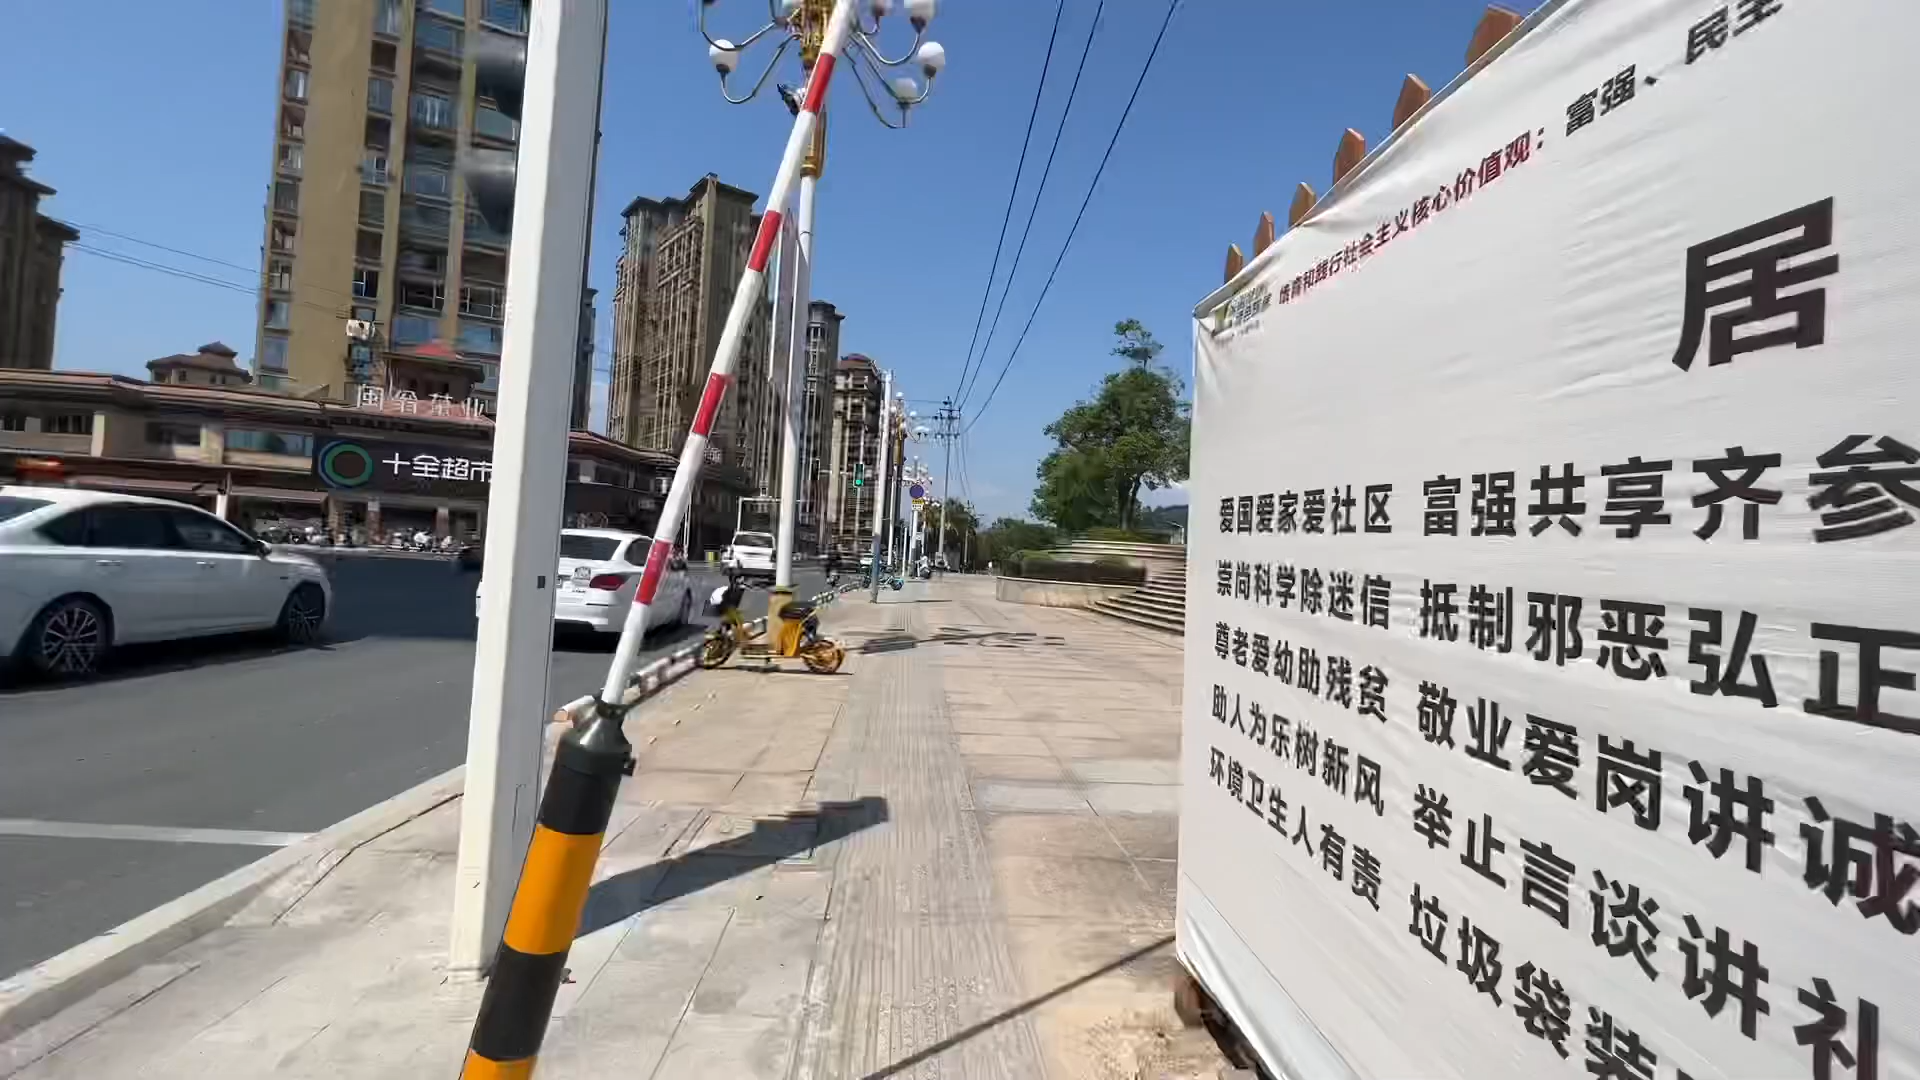 闽翁茶业
十全超市
培育和践行社会主义核心价值观：富强、民主
居
爱国爱家爱社区 富强共享齐参
崇尚科学除迷信 抵制邪恶弘正
尊老爱幼助残贫 敬业爱岗讲诚
助人为乐树新风 举止言谈讲礼
环境卫生人有责 垃圾袋装